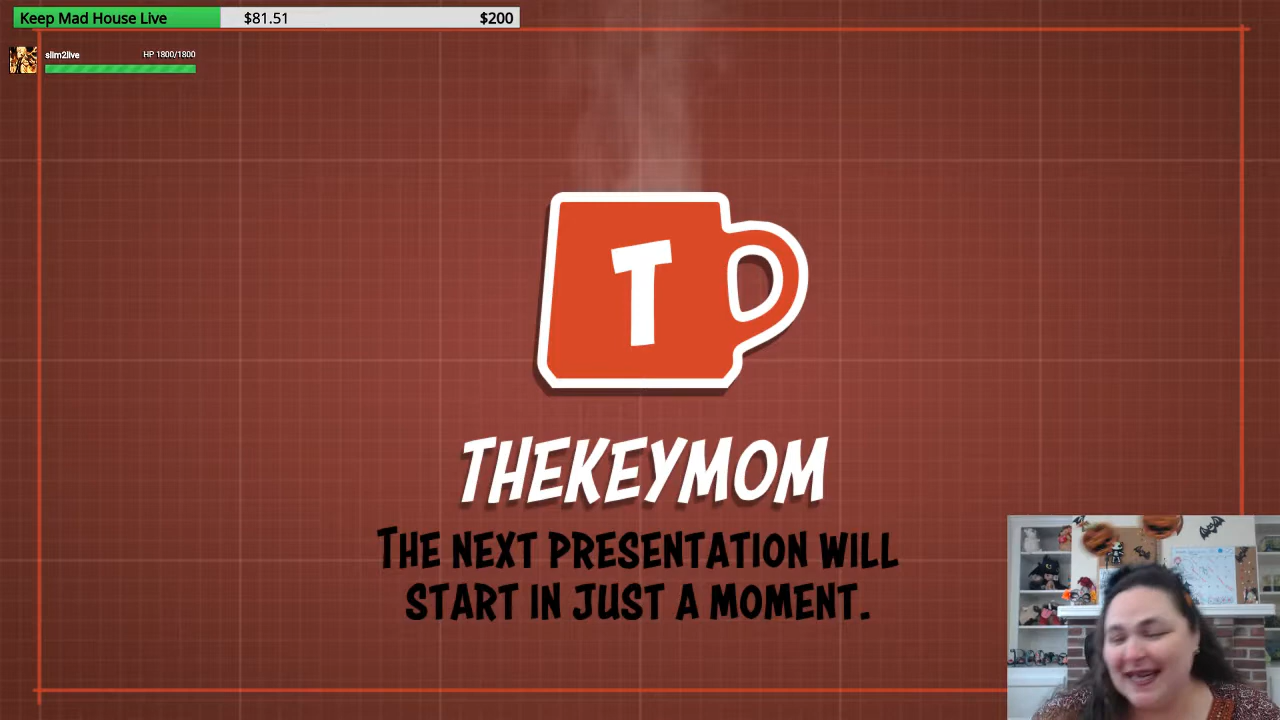 Keep Mad House Live $81.51 $200
slim2live HP 1800/1800
T
THEKEYMOM
THE NEXT PRESENTATION WILL
START IN JUST A MOMENT.